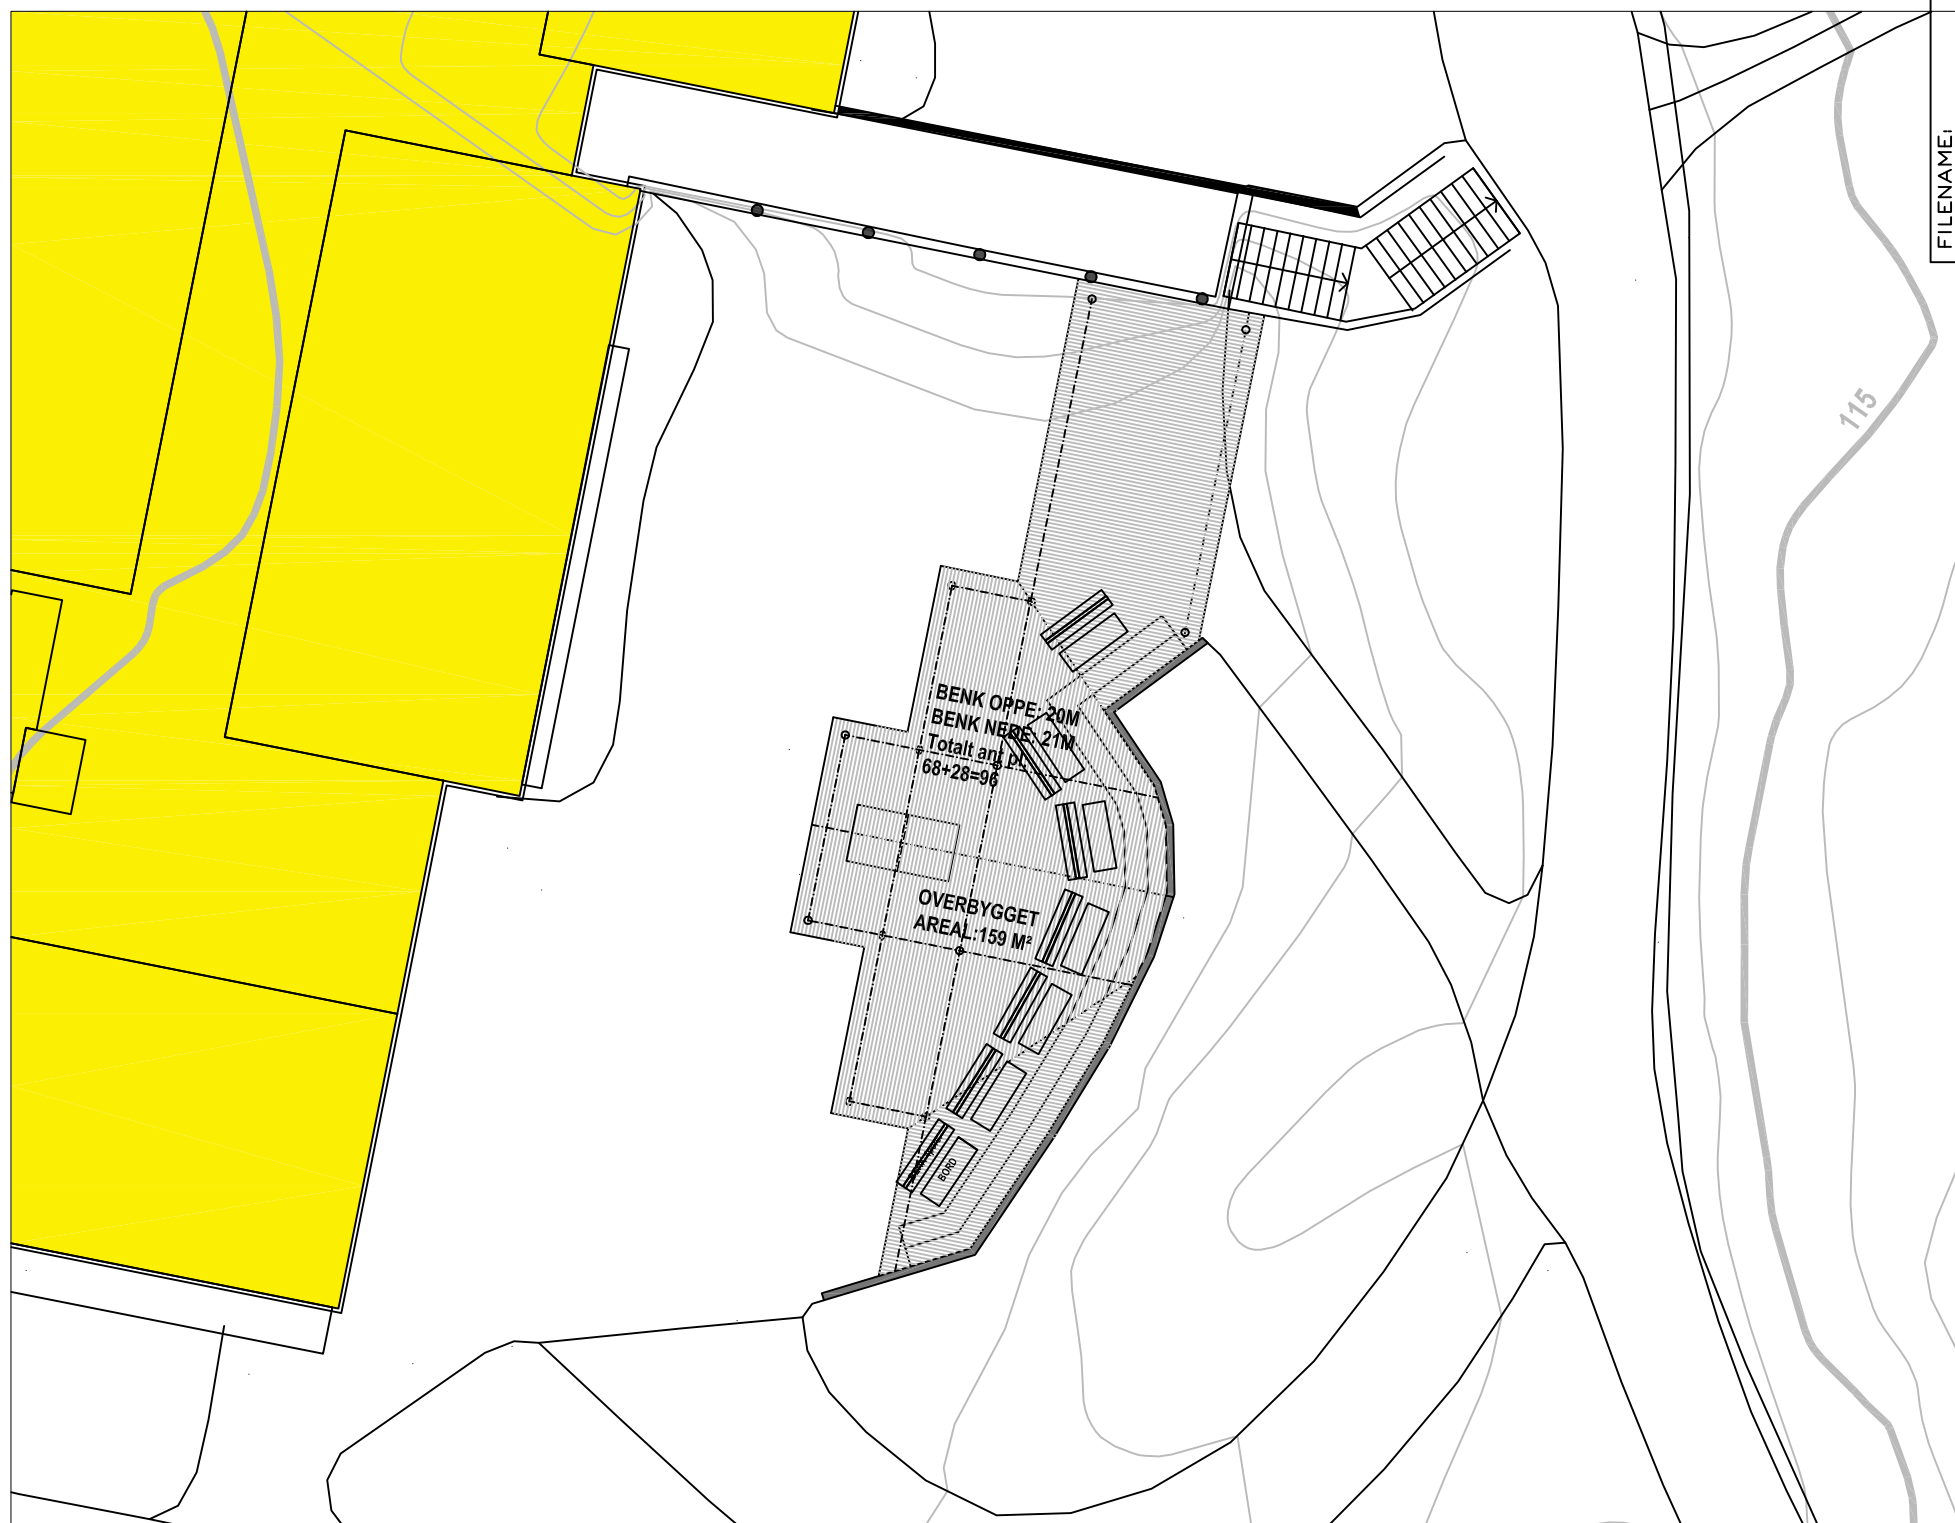 FILENAME:
115
BENK OPPE: 20M
BENK NEDE: 21M
Totalt ant pl.
68+28=96
OVERBYGGET
AREAL:159 M²
BORD